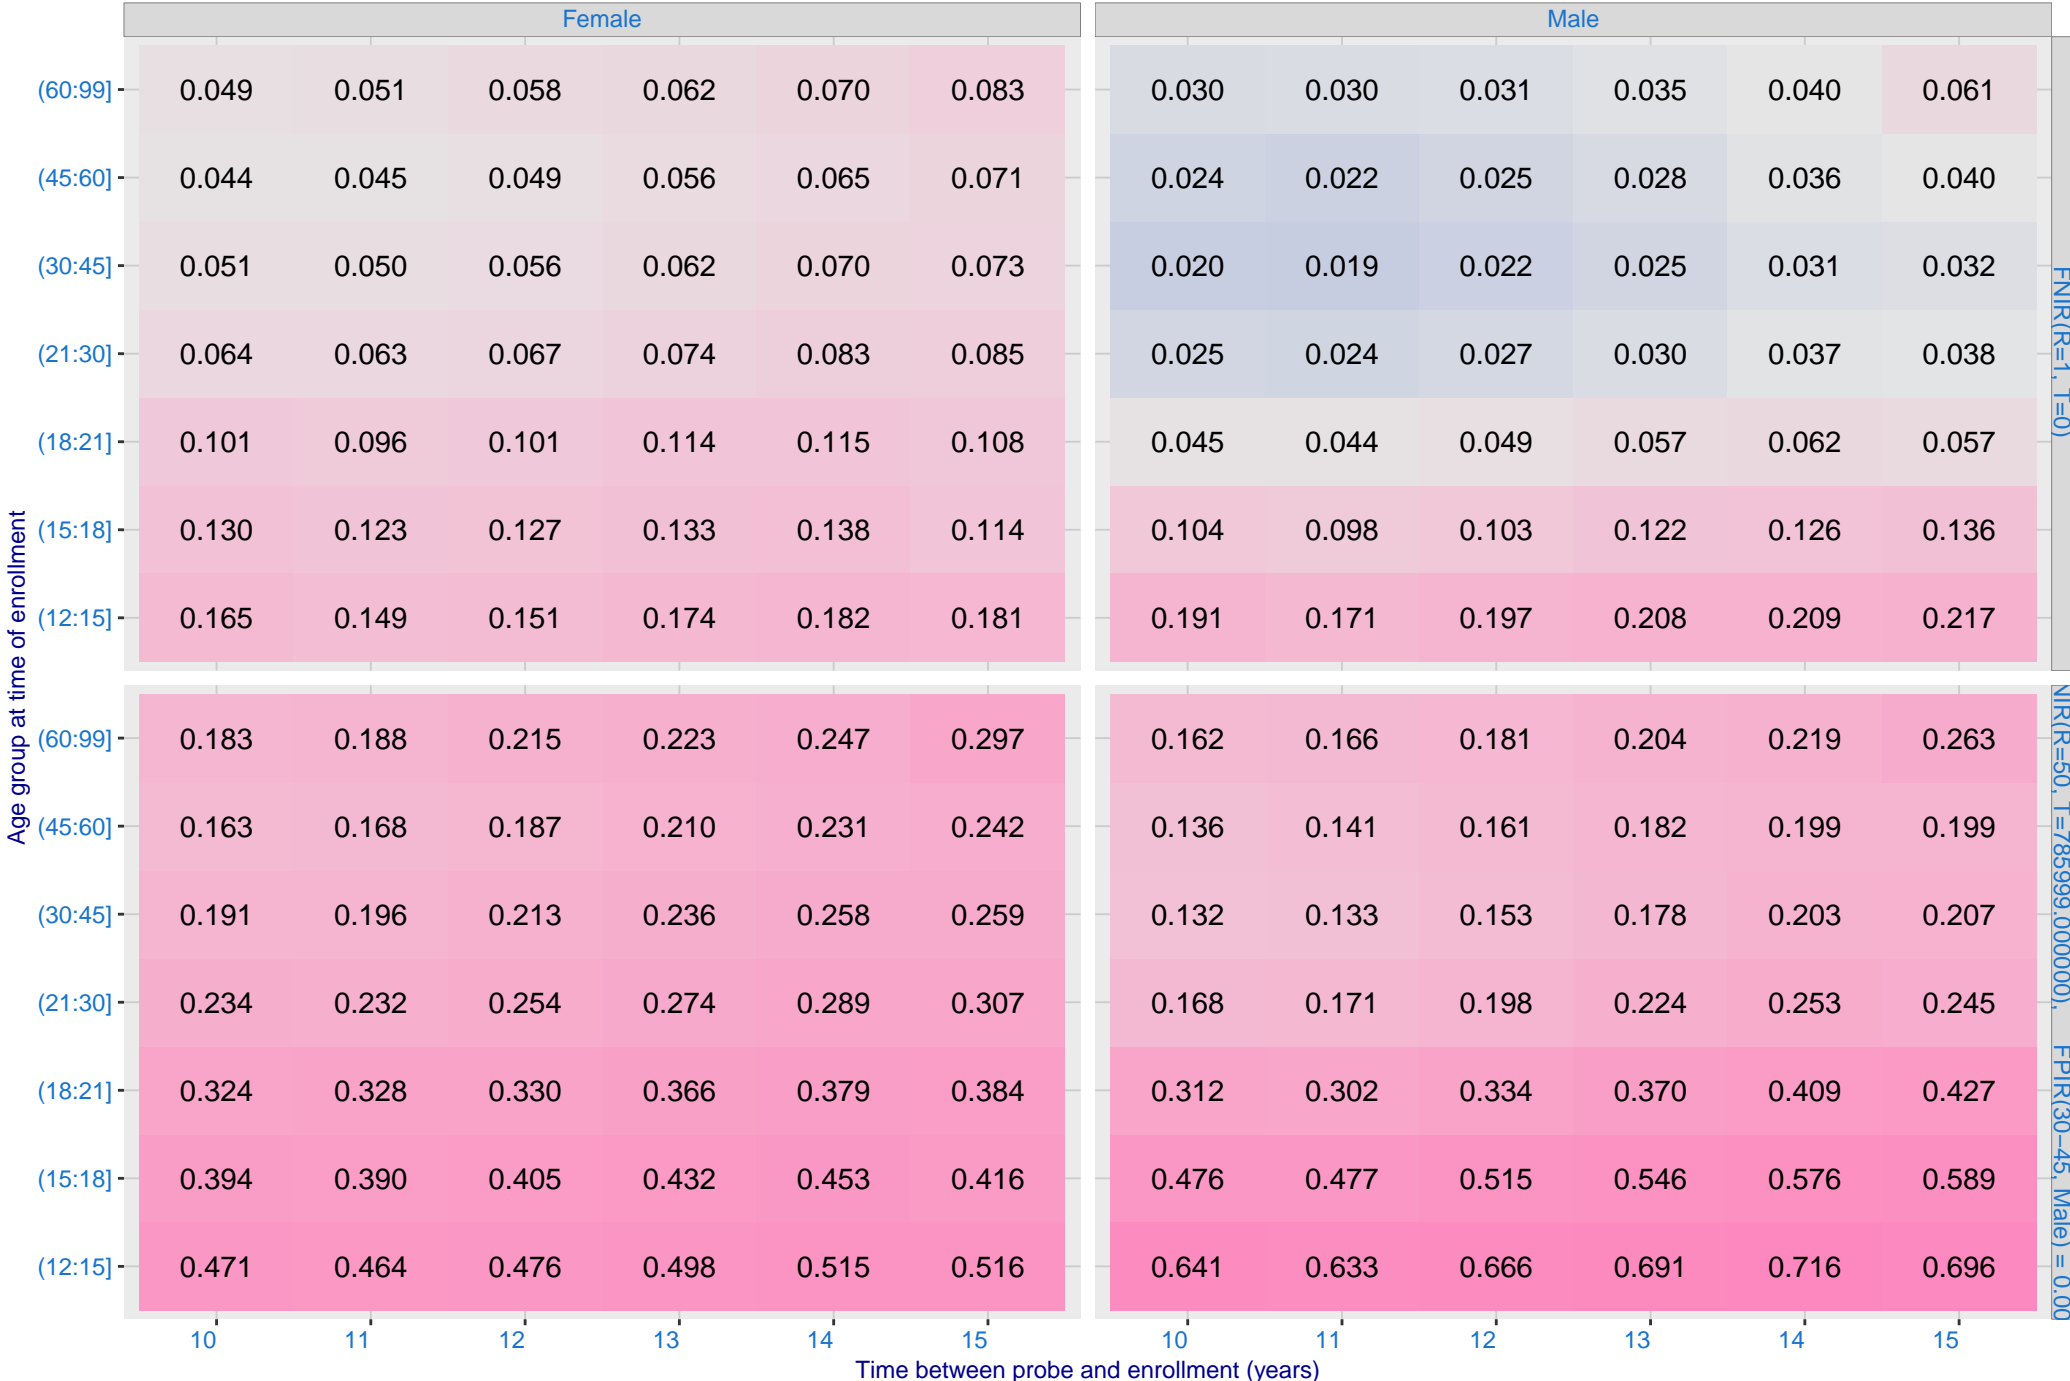 Female Male
(60:99] 0.049 0.051 0.058 0.062 0.070 0.083 0.030 0.030 0.031 0.035 0.040 0.061
(45:60] 0.044 0.045 0.049 0.056 0.065 0.071 0.024 0.022 0.025 0.028 0.036 0.040
(30:45] 0.051 0.050 0.056 0.062 0.070 0.073 0.020 0.019 0.022 0.025 0.031 0.032
(21:30] 0.064 0.063 0.067 0.074 0.083 0.085 0.025 0.024 0.027 0.030 0.037 0.038
(18:21] 0.101 0.096 0.101 0.114 0.115 0.108 0.045 0.044 0.049 0.057 0.062 0.057
(15:18] 0.130 0.123 0.127 0.133 0.138 0.114 0.104 0.098 0.103 0.122 0.126 0.136
(12:15] 0.165 0.149 0.151 0.174 0.182 0.181 0.191 0.171 0.197 0.208 0.209 0.217
FNIR(R=1, T=0)
Age group at time of enrollment
(60:99] 0.183 0.188 0.215 0.223 0.247 0.297 0.162 0.166 0.181 0.204 0.219 0.263
(45:60] 0.163 0.168 0.187 0.210 0.231 0.242 0.136 0.141 0.161 0.182 0.199 0.199
(30:45] 0.191 0.196 0.213 0.236 0.258 0.259 0.132 0.133 0.153 0.178 0.203 0.207
(21:30] 0.234 0.232 0.254 0.274 0.289 0.307 0.168 0.171 0.198 0.224 0.253 0.245
(18:21] 0.324 0.328 0.330 0.366 0.379 0.384 0.312 0.302 0.334 0.370 0.409 0.427
(15:18] 0.394 0.390 0.405 0.432 0.453 0.416 0.476 0.477 0.515 0.546 0.576 0.589
(12:15] 0.471 0.464 0.476 0.498 0.515 0.516 0.641 0.633 0.666 0.691 0.716 0.696
NIR(R=50, T=785999.000000), FPIR(30−45, Male) = 0.00
10 11 12 13 14 15 10 11 12 13 14 15
Time between probe and enrollment (years)